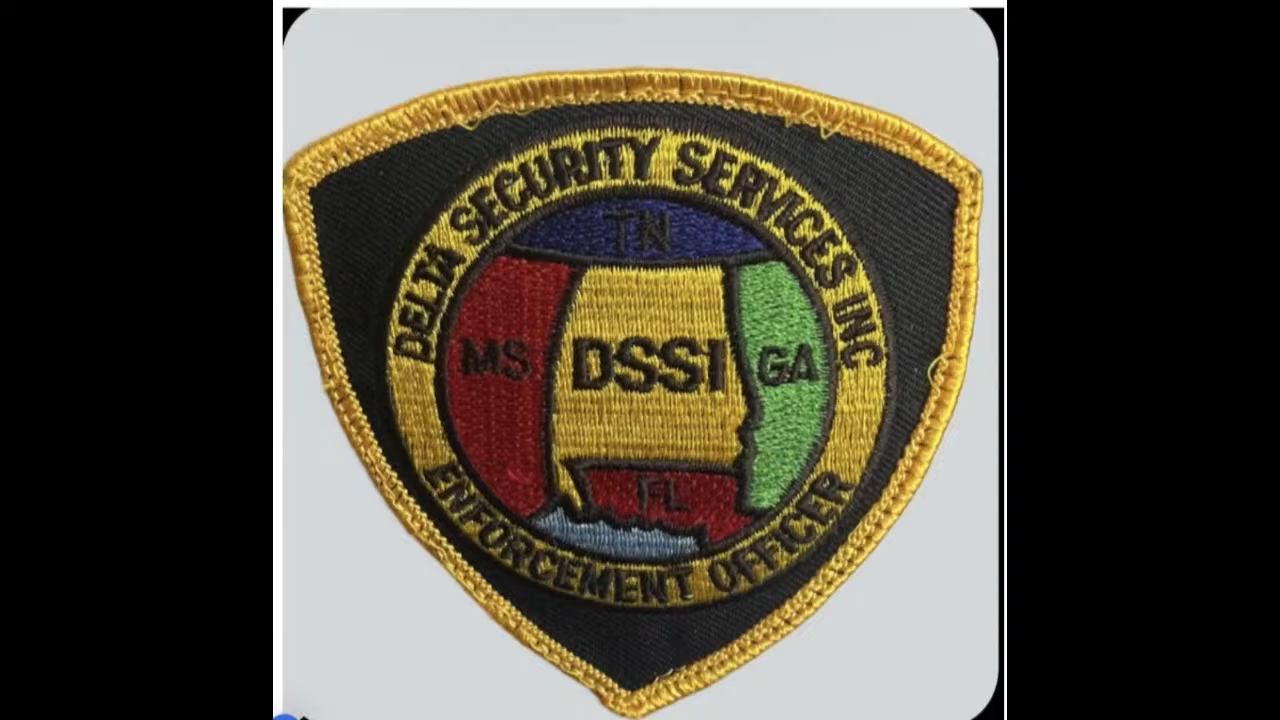 DELTA SECURITY SERVICES INC
TN
MS DSSI GA
FL
ENFORCEMENT OFFICER